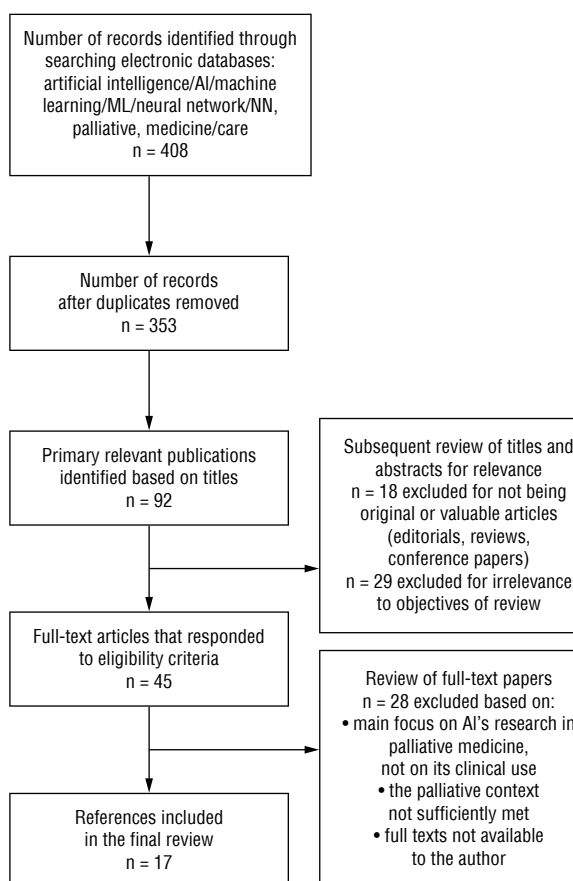 Number of records identified through
searching electronic databases:
artificial intelligence/AI/machine
learning/ML/neural network/NN,
palliative, medicine/care
n = 408
Number of records
after duplicates removed
n = 353
Primary relevant publications
identified based on titles
n = 92
Subsequent review of titles and
abstracts for relevance
n = 18 excluded for not being
original or valuable articles
(editorials, reviews,
conference papers)
n = 29 excluded for irrelevance
to objectives of review
Full-text articles that responded
to eligibility criteria
n = 45
Review of full-text papers
n = 28 excluded based on:
• main focus on AI’s research in
palliative medicine,
not on its clinical use
• the palliative context
not sufficiently met
• full texts not available
to the author
References included
in the final review
n = 17